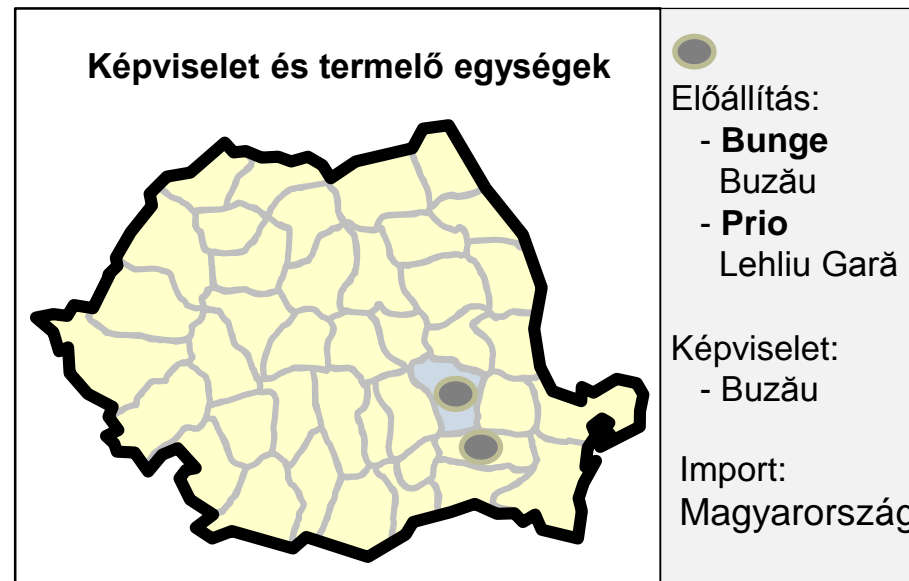 Képviselet és termelő egységek
Előállítás:
- Bunge
Buzău
- Prio
Lehliu Gară
Képviselet:
- Buzău
Import:
Magyarország